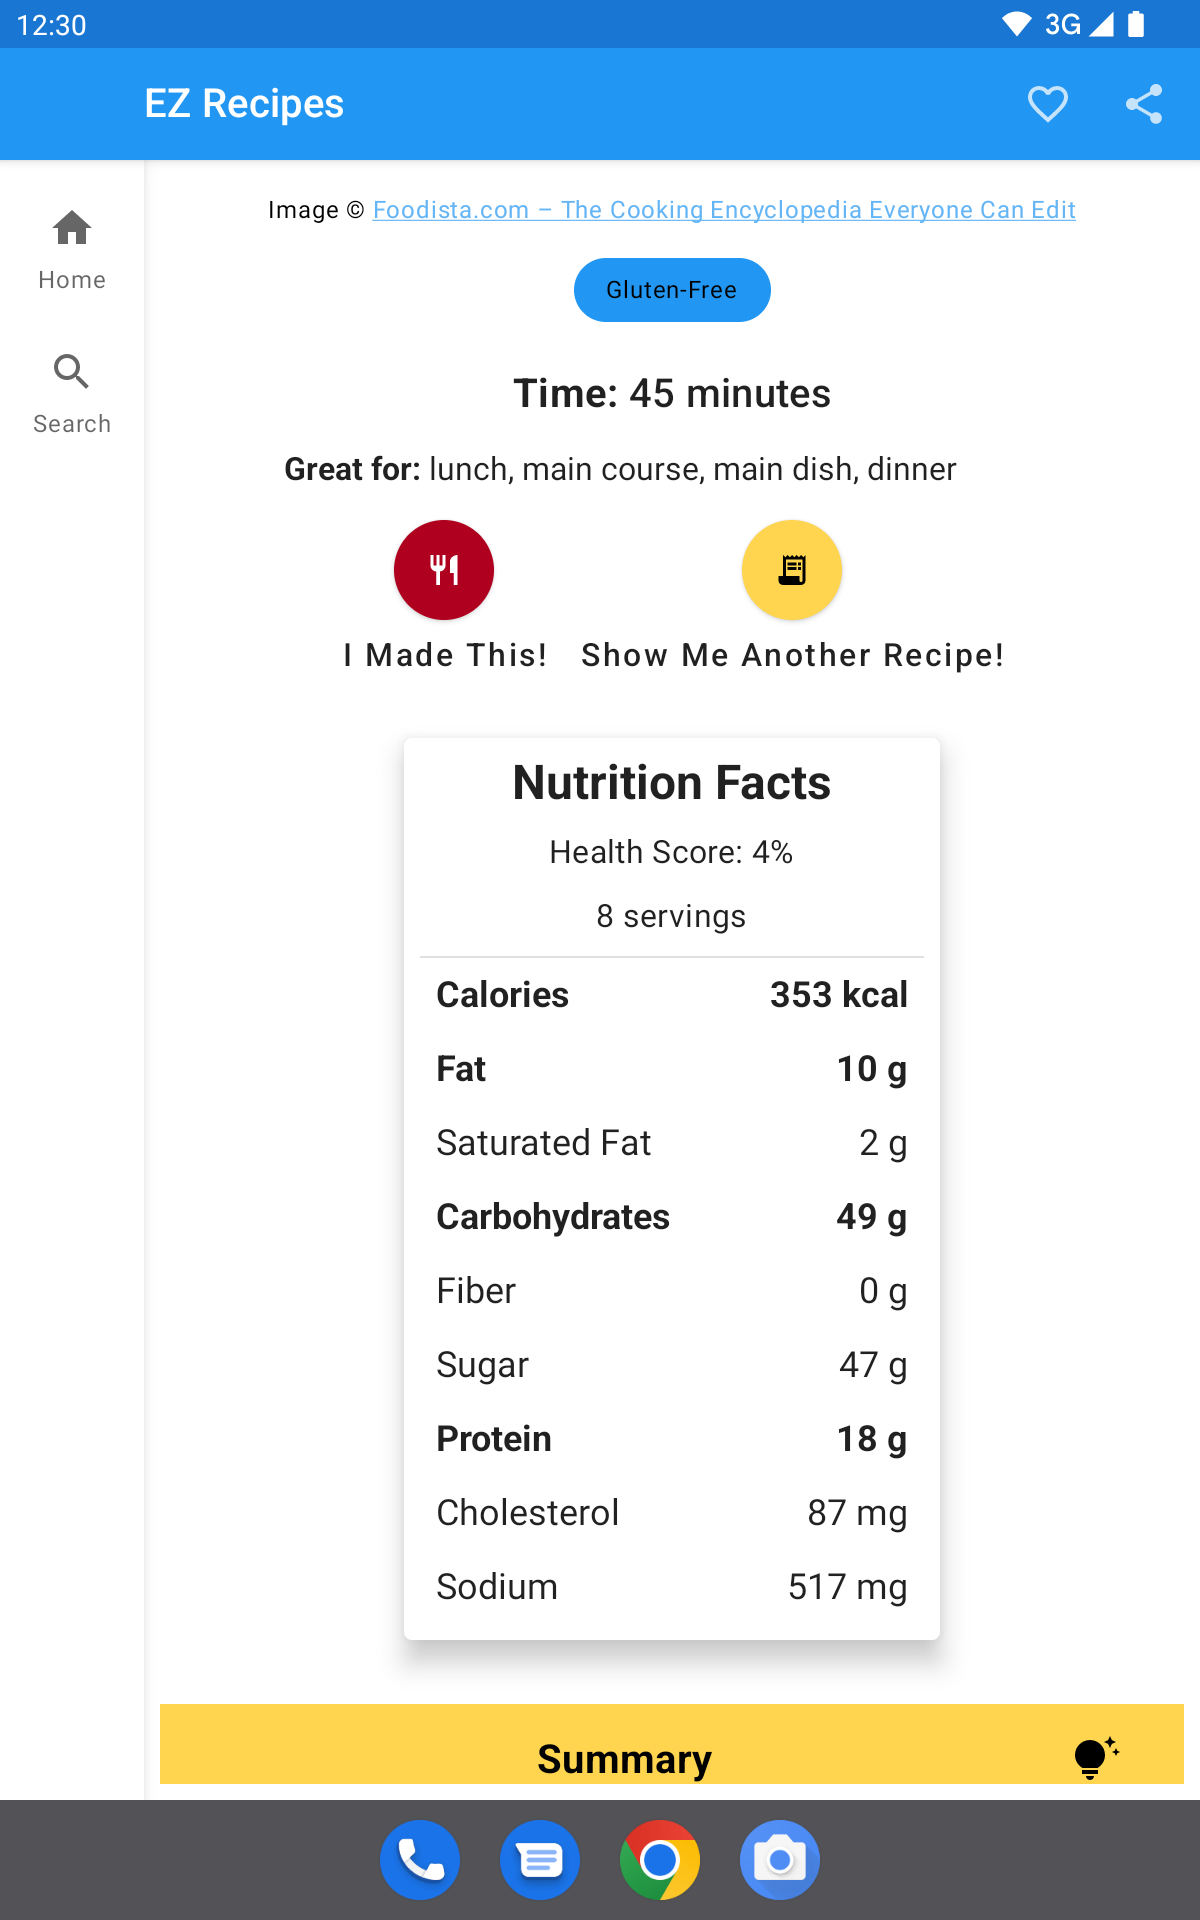 12:30
3G
EZ Recipes
Home
Search
Image © Foodista.com – The Cooking Encyclopedia Everyone Can Edit
Gluten-Free
Time: 45 minutes
Great for: lunch, main course, main dish, dinner
I Made This!
Show Me Another Recipe!
Nutrition Facts
Health Score: 4%
8 servings
Calories 353 kcal
Fat 10 g
Saturated Fat 2 g
Carbohydrates 49 g
Fiber 0 g
Sugar 47 g
Protein 18 g
Cholesterol 87 mg
Sodium 517 mg
Summary